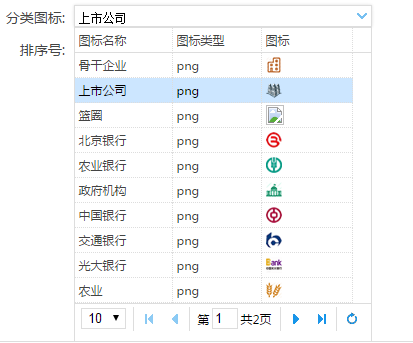 分类图标: 上市公司
排序号:
图标名称 图标类型 图标
骨干企业 png
上市公司 png
篮圈 png
北京银行 png
农业银行 png
政府机构 png
中国银行 png
交通银行 png
光大银行 png Bank
农业 png
10 第 1 共2页